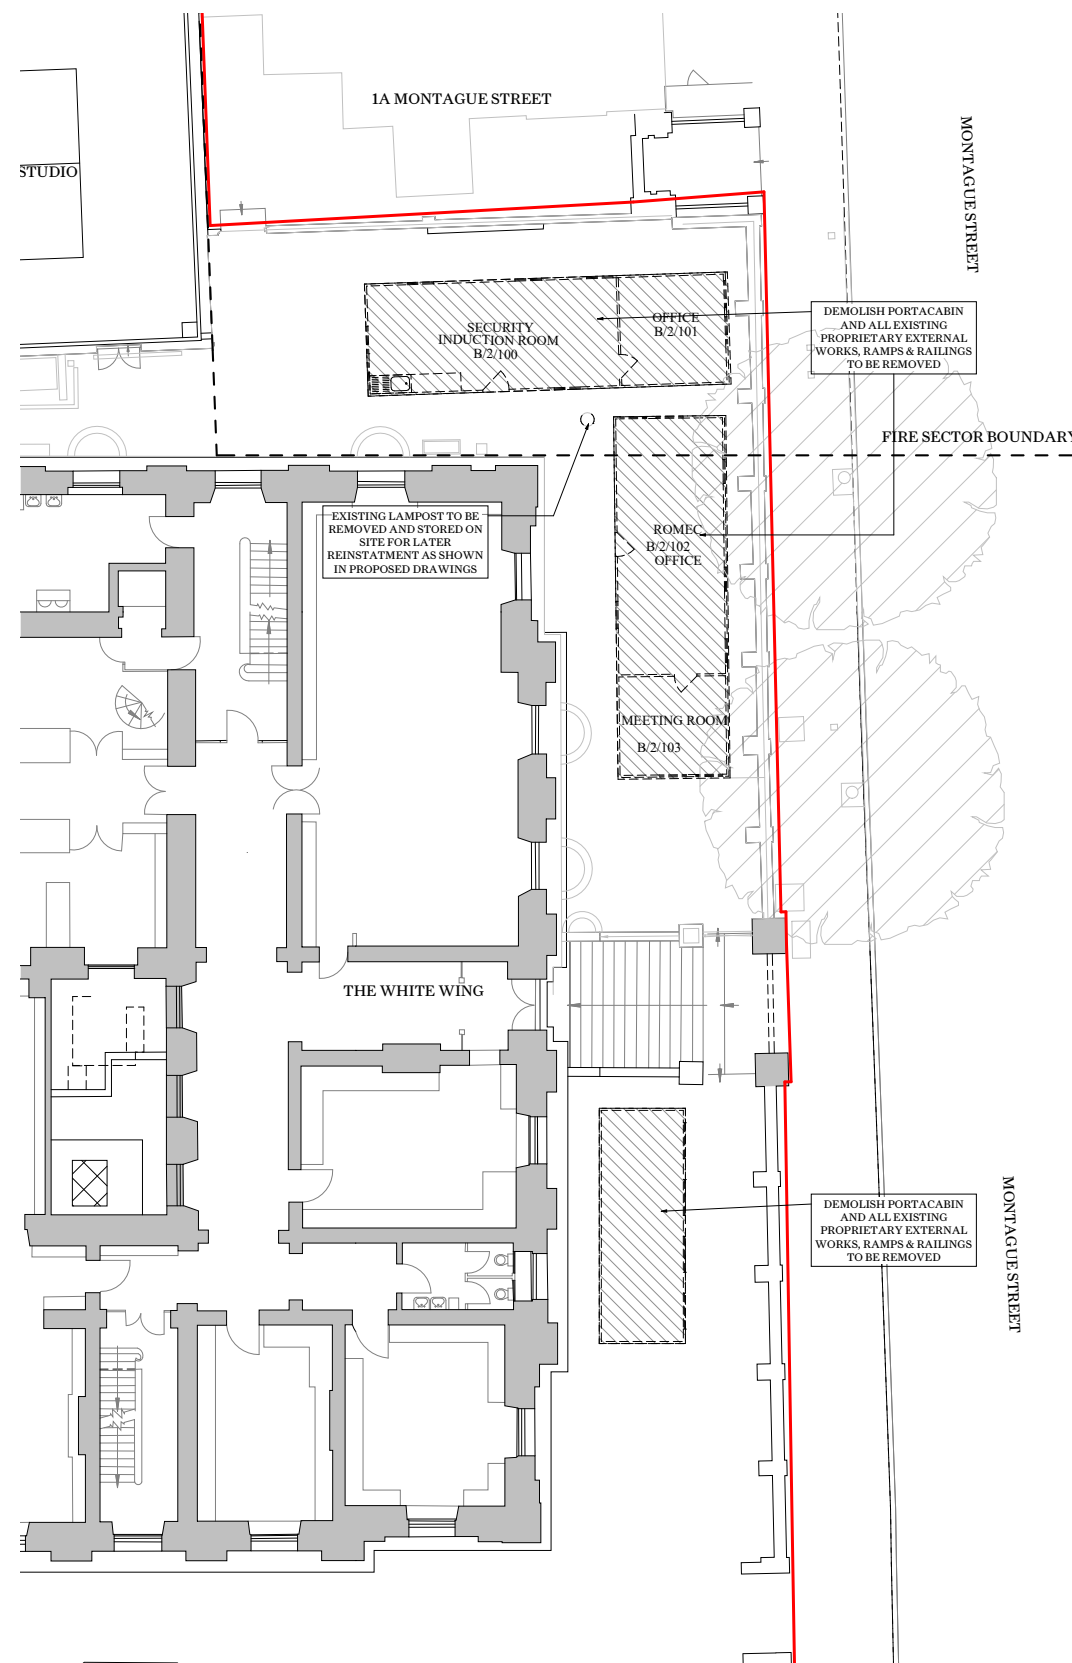 1A MONTAGUE STREET
MONTAGUE STREET
STUDIO
SECURITY
INDUCTION ROOM
B/2/100
OFFICE
B/2/101
DEMOLISH PORTACABIN
AND ALL EXISTING
PROPRIETARY EXTERNAL
WORKS, RAMPS & RAILINGS
TO BE REMOVED
FIRE SECTOR BOUNDARY
EXISTING LAMPOST TO BE
REMOVED AND STORED ON
SITE FOR LATER
REINSTATMENT AS SHOWN
IN PROPOSED DRAWINGS
ROMEC
B/2/102
OFFICE
MEETING ROOM
B/2/103
THE WHITE WING
DEMOLISH PORTACABIN
AND ALL EXISTING
PROPRIETARY EXTERNAL
WORKS, RAMPS & RAILINGS
TO BE REMOVED
MONTAGUE STREET